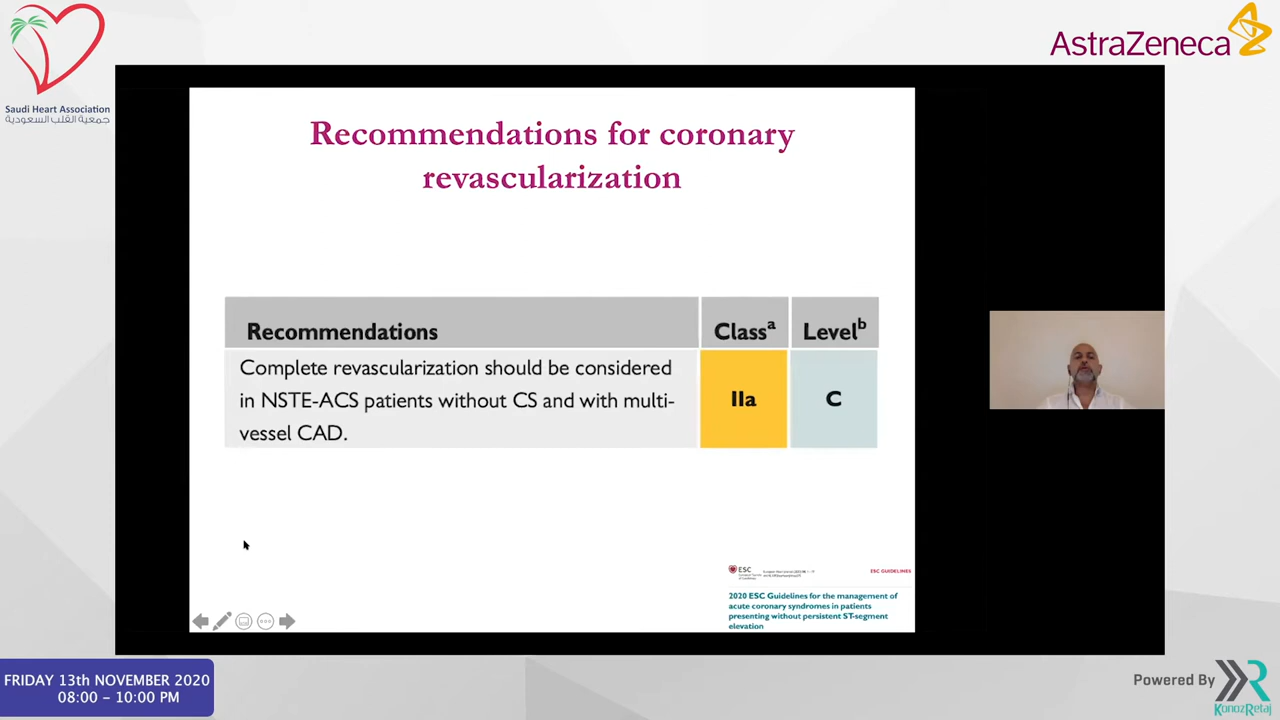 Saudi Heart Association
جمعية القلب السعودية
AstraZeneca
Recommendations for coronary
revascularization
Recommendations
Classᵃ
Levelᵇ
Complete revascularization should be considered
in NSTE-ACS patients without CS and with multi-
vessel CAD.
IIa
C
ESC
ESC GUIDELINES
2020 ESC Guidelines for the management of
acute coronary syndromes in patients
presenting without persistent ST-segment
elevation
FRIDAY 13th NOVEMBER 2020
08:00 – 10:00 PM
Powered By
KonozRetaj